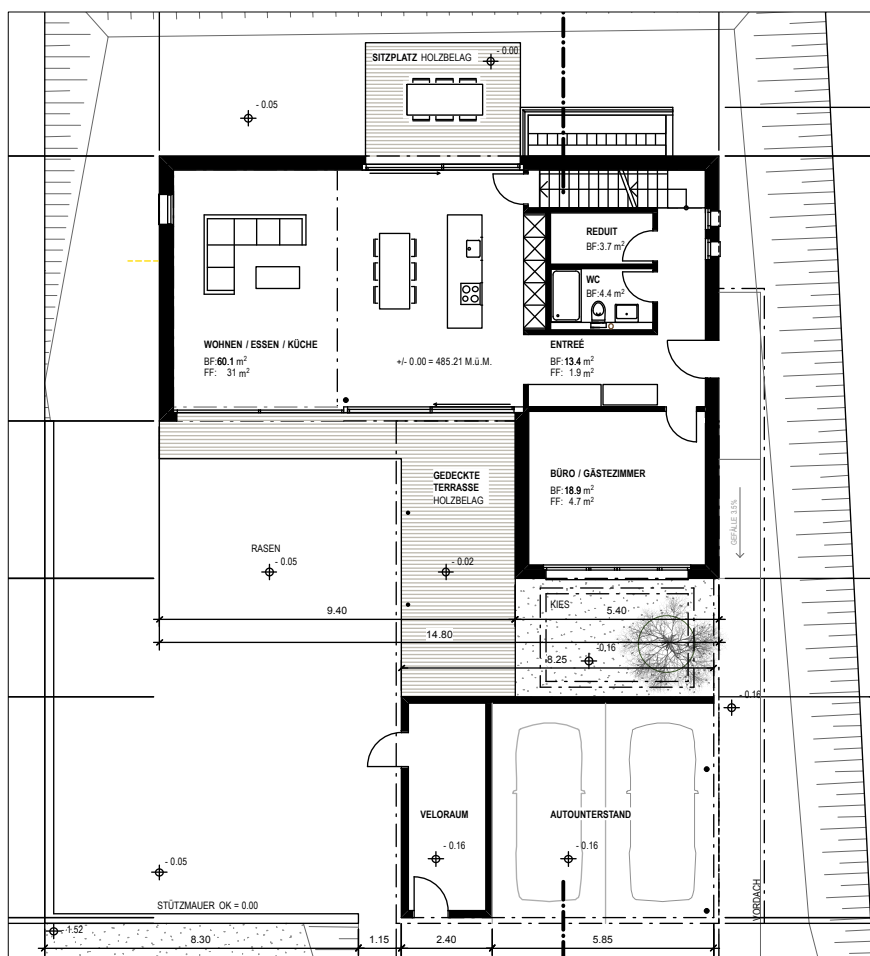 SITZPLATZ HOLZBELAG
- 0.00
- 0.05
REDUIT
BF:3.7 m²
WC
BF:4.4 m²
WOHNEN / ESSEN / KÜCHE
BF:60.1 m²
FF: 31 m²
+/- 0.00 = 485.21 M.ü.M.
ENTREÉ
BF:13.4 m²
FF: 1.9 m²
GEDECKTE
TERRASSE
HOLZBELAG
BÜRO / GÄSTEZIMMER
BF:18.9 m²
FF: 4.7 m²
GEFÄLLE 3.5%
RASEN
- 0.05
- 0.02
KIES
9.40
5.40
14.80
-0.16
8.25
- 0.16
VELORAUM
- 0.16
AUTOUNTERSTAND
- 0.16
- 0.05
VORDACH
STÜTZMAUER OK = 0.00
- 1.52
8.30
1.15
2.40
5.85